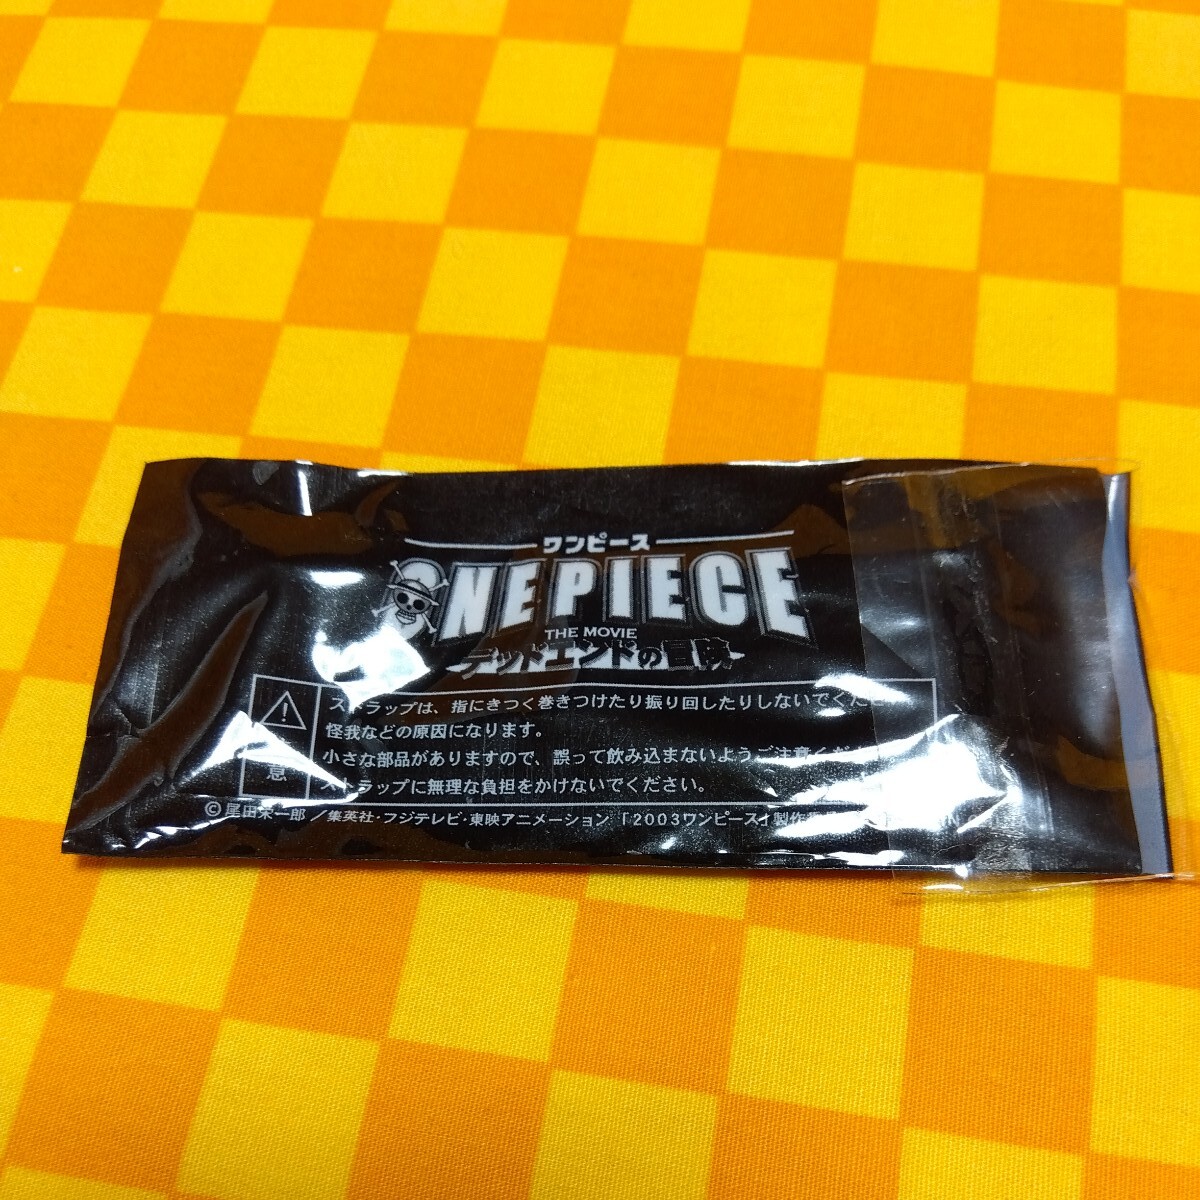 ワンピース
ONE PIECE
THE MOVIE
デッドエンドの冒険
ストラップは、指にきつく巻きつけたり振り回したりしないでくだ
怪我などの原因になります。
小さな部品がありますので、誤って飲み込まないようご注意くだ
意
ストラップに無理な負担をかけないでください。
©尾田栄一郎／集英社・フジテレビ・東映アニメーション 「2003ワンピース」製作